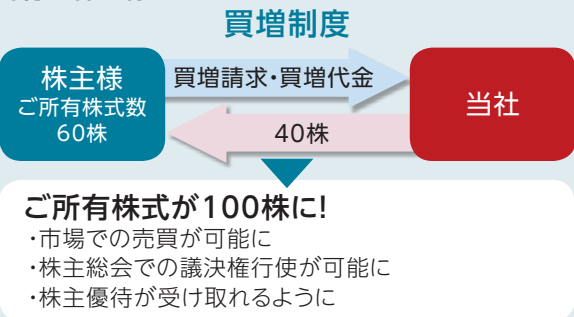 買増制度
株主様
ご所有株式数
60株
買増請求・買増代金
40株
当社
ご所有株式が100株に!
・市場での売買が可能に
・株主総会での議決権行使が可能に
・株主優待が受け取れるように